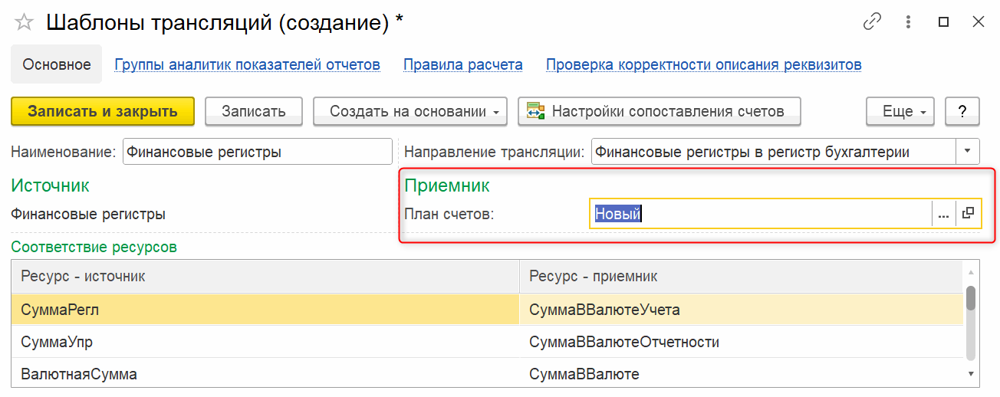 Шаблоны трансляций (создание) *
Основное Группы аналитик показателей отчетов Правила расчета Проверка корректности описания реквизитов
Записать и закрыть Записать Создать на основании Настройки сопоставления счетов Еще ?
Наименование: Финансовые регистры Направление трансляции: Финансовые регистры в регистр бухгалтерии
Источник Приемник
Финансовые регистры План счетов: Новый ...
Соответствие ресурсов
Ресурс - источник Ресурс - приемник
СуммаРегл СуммаВВалютеУчета
СуммаУпр СуммаВВалютеОтчетности
ВалютнаяСумма СуммаВВалюте